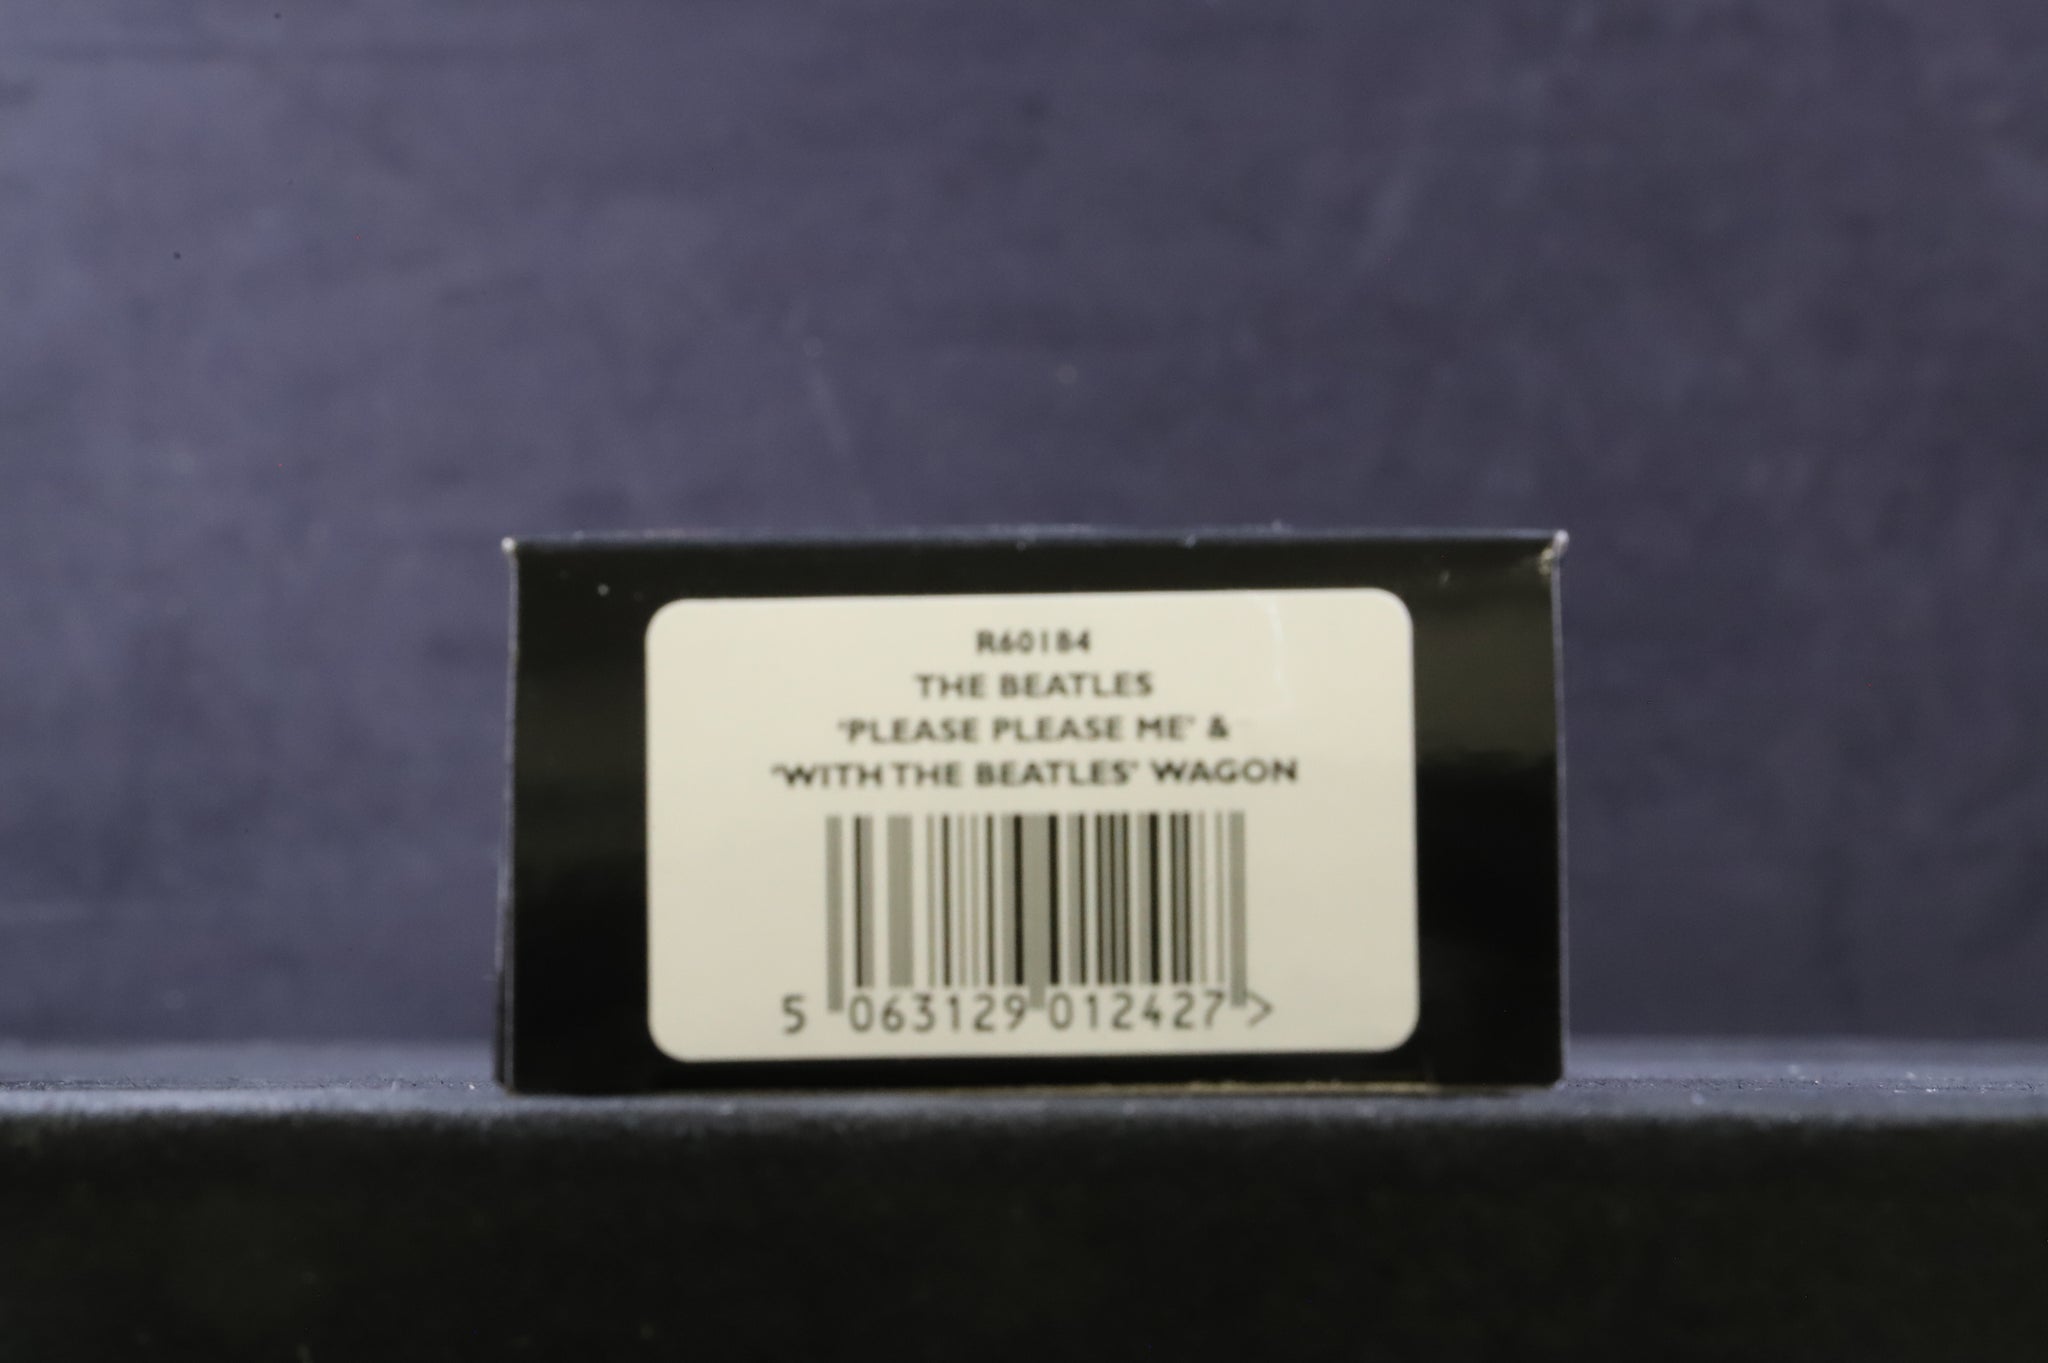 R60184
THE BEATLES
'PLEASE PLEASE ME' &
'WITH THE BEATLES' WAGON
5 063129 012427 >